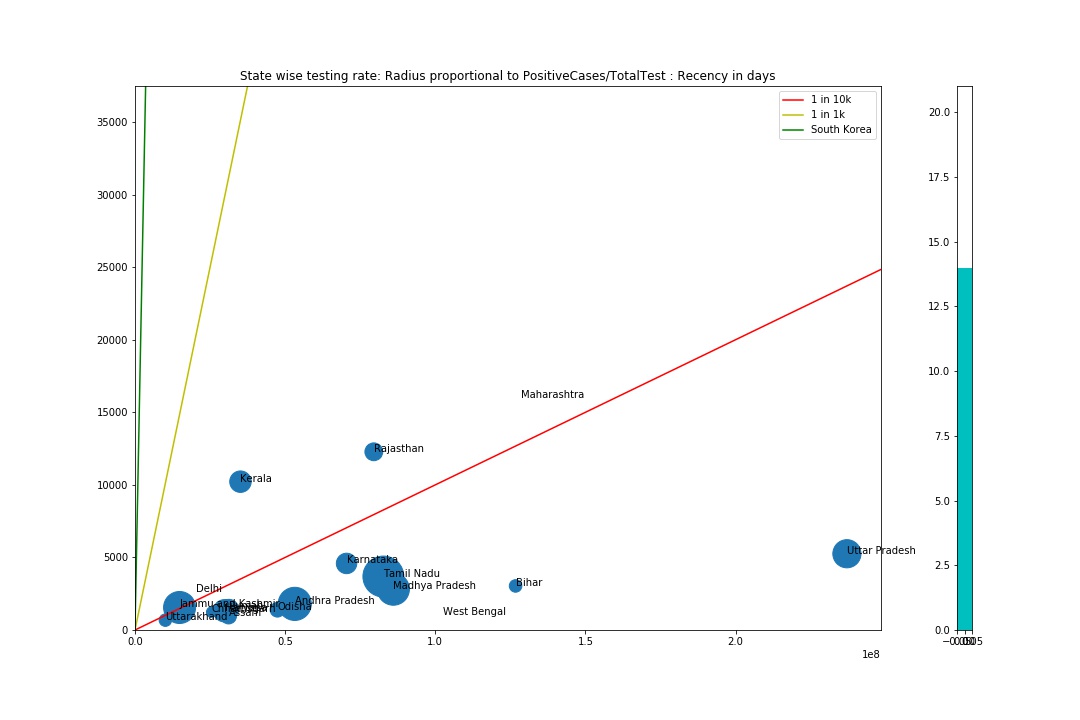 State wise testing rate: Radius proportional to PositiveCases/TotalTest : Recency in days
1 in 10k
1 in 1k
South Korea
35000
30000
25000
20000
15000
10000
5000
0
0.0
0.5
1.0
1.5
2.0
1e8
Maharashtra
Rajasthan
Kerala
Uttar Pradesh
Karnataka
Tamil Nadu
Madhya Pradesh
Bihar
Delhi
Andhra Pradesh
Jammu and Kashmir
Odisha
West Bengal
Assam
Uttarakhand
20.0
17.5
15.0
12.5
10.0
7.5
5.0
2.5
0.0